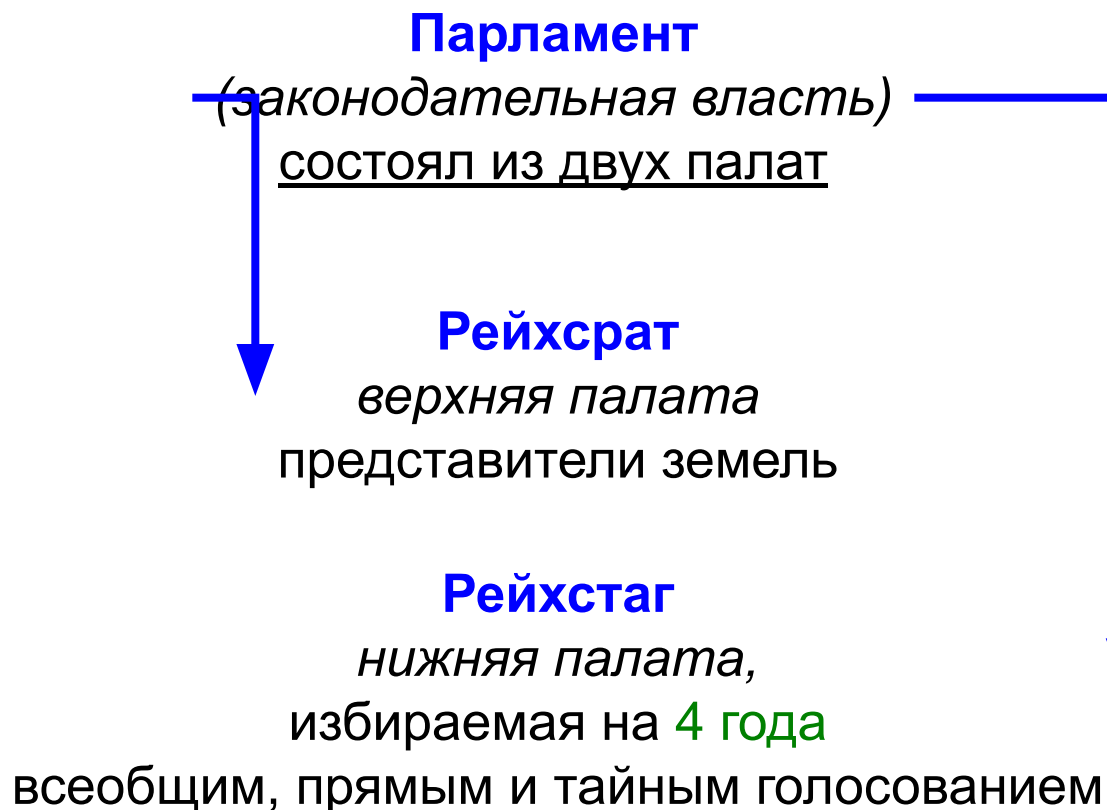 Парламент
(законодательная власть)
состоял из двух палат
Рейхсрат
верхняя палата
представители земель
Рейхстаг
нижняя палата,
избираемая на 4 года
всеобщим, прямым и тайным голосованием